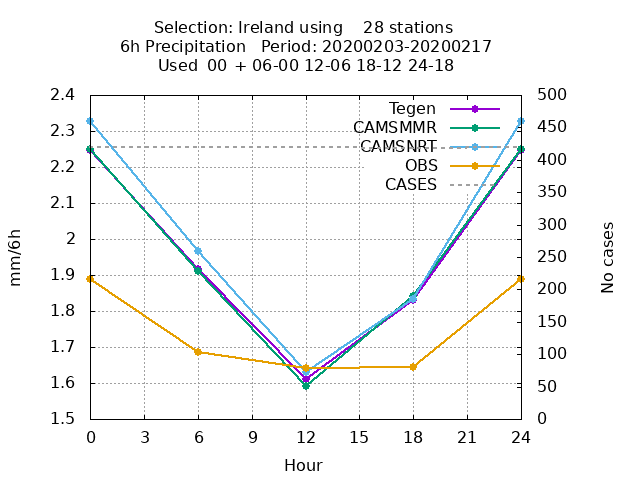 Selection: Ireland using    28 stations
6h Precipitation   Period: 20200203-20200217
Used  00  + 06-00 12-06 18-12 24-18
2.4
2.3
2.2
2.1
2
1.9
1.8
1.7
1.6
1.5
mm/6h
Tegen
CAMSMMR
CAMSNRT
OBS
CASES
500
450
400
350
300
250
200
150
100
50
0
No cases
0 3 6 9 12 15 18 21 24
Hour